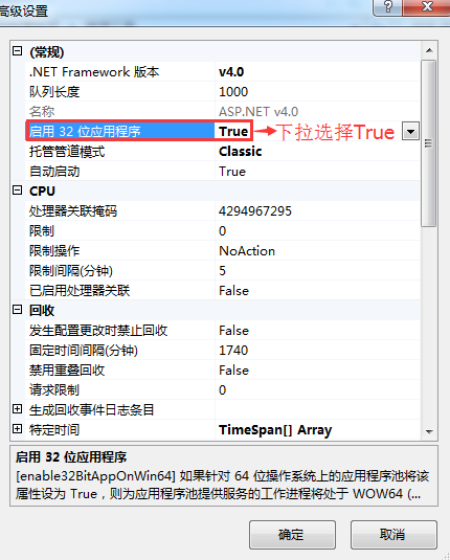 高级设置
(常规)
.NET Framework 版本 v4.0
队列长度 1000
名称 ASP.NET v4.0
启用 32 位应用程序 True 下拉选择True
托管管道模式 Classic
自动启动 True
CPU
处理器关联掩码 4294967295
限制 0
限制操作 NoAction
限制间隔(分钟) 5
已启用处理器关联 False
回收
发生配置更改时禁止回收 False
固定时间间隔(分钟) 1740
禁用重叠回收 False
请求限制 0
生成回收事件日志条目
特定时间 TimeSpan[] Array
启用 32 位应用程序
[enable32BitAppOnWin64] 如果针对 64 位操作系统上的应用程序池将该
属性设为 True，则为应用程序池提供服务的工作进程将处于 WOW64 (...
确定 取消